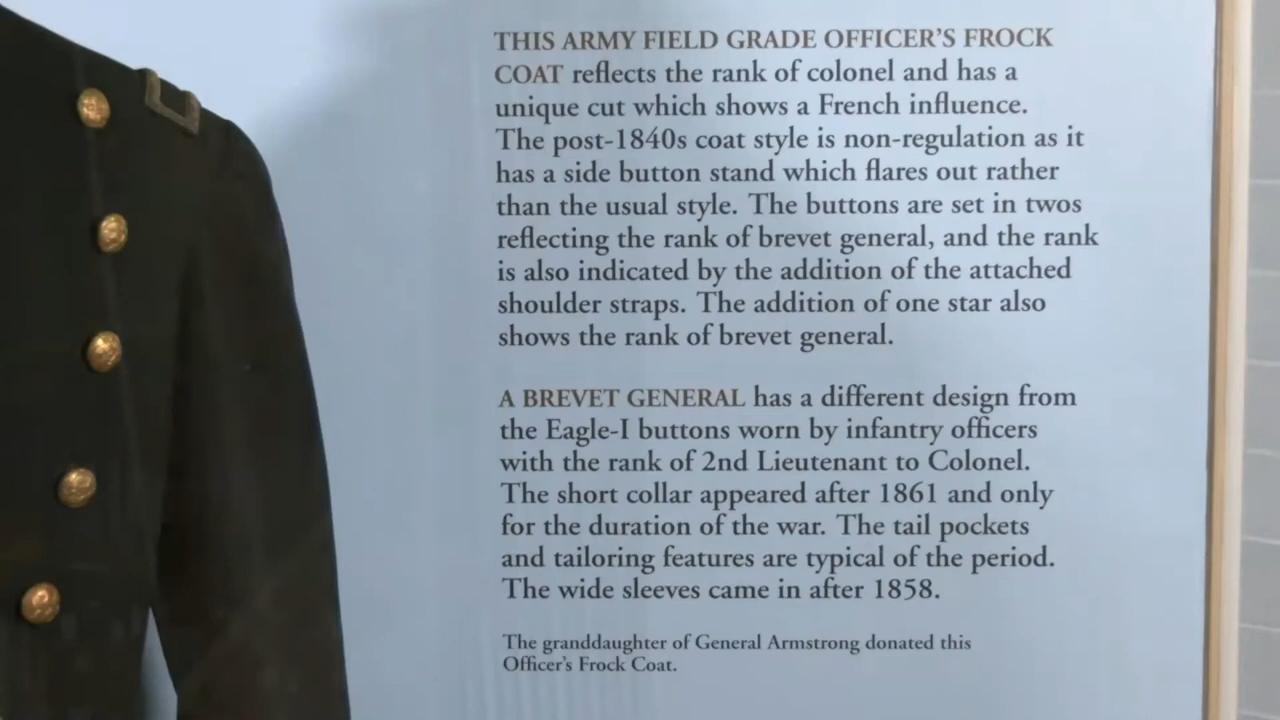 THIS ARMY FIELD GRADE OFFICER'S FROCK
COAT reflects the rank of colonel and has a
unique cut which shows a French influence.
The post-1840s coat style is non-regulation as it
has a side button stand which flares out rather
than the usual style. The buttons are set in twos
reflecting the rank of brevet general, and the rank
is also indicated by the addition of the attached
shoulder straps. The addition of one star also
shows the rank of brevet general.
A BREVET GENERAL has a different design from
the Eagle-I buttons worn by infantry officers
with the rank of 2nd Lieutenant to Colonel.
The short collar appeared after 1861 and only
for the duration of the war. The tail pockets
and tailoring features are typical of the period.
The wide sleeves came in after 1858.
The granddaughter of General Armstrong donated this
Officer's Frock Coat.